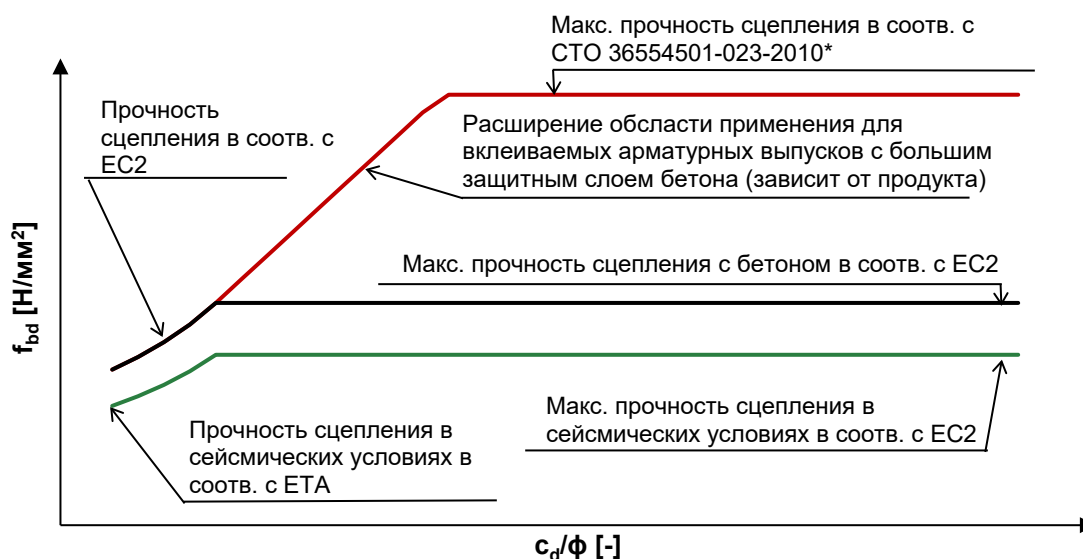 Макс. прочность сцепления в соотв. с
СТО 36554501-023-2010*
Прочность
сцепления в соотв. с
EC2
Расширение обсласти применения для
вклеиваемых арматурных выпусков с большим
защитным слоем бетона (зависит от продукта)
Макс. прочность сцепления с бетоном в соотв. с EC2
f_bd [Н/мм²]
Макс. прочность сцепления в
сейсмических условиях в соотв. с EC2
Прочность сцепления в
сейсмических условиях в
соотв. с ETA
c_d/ф [-]